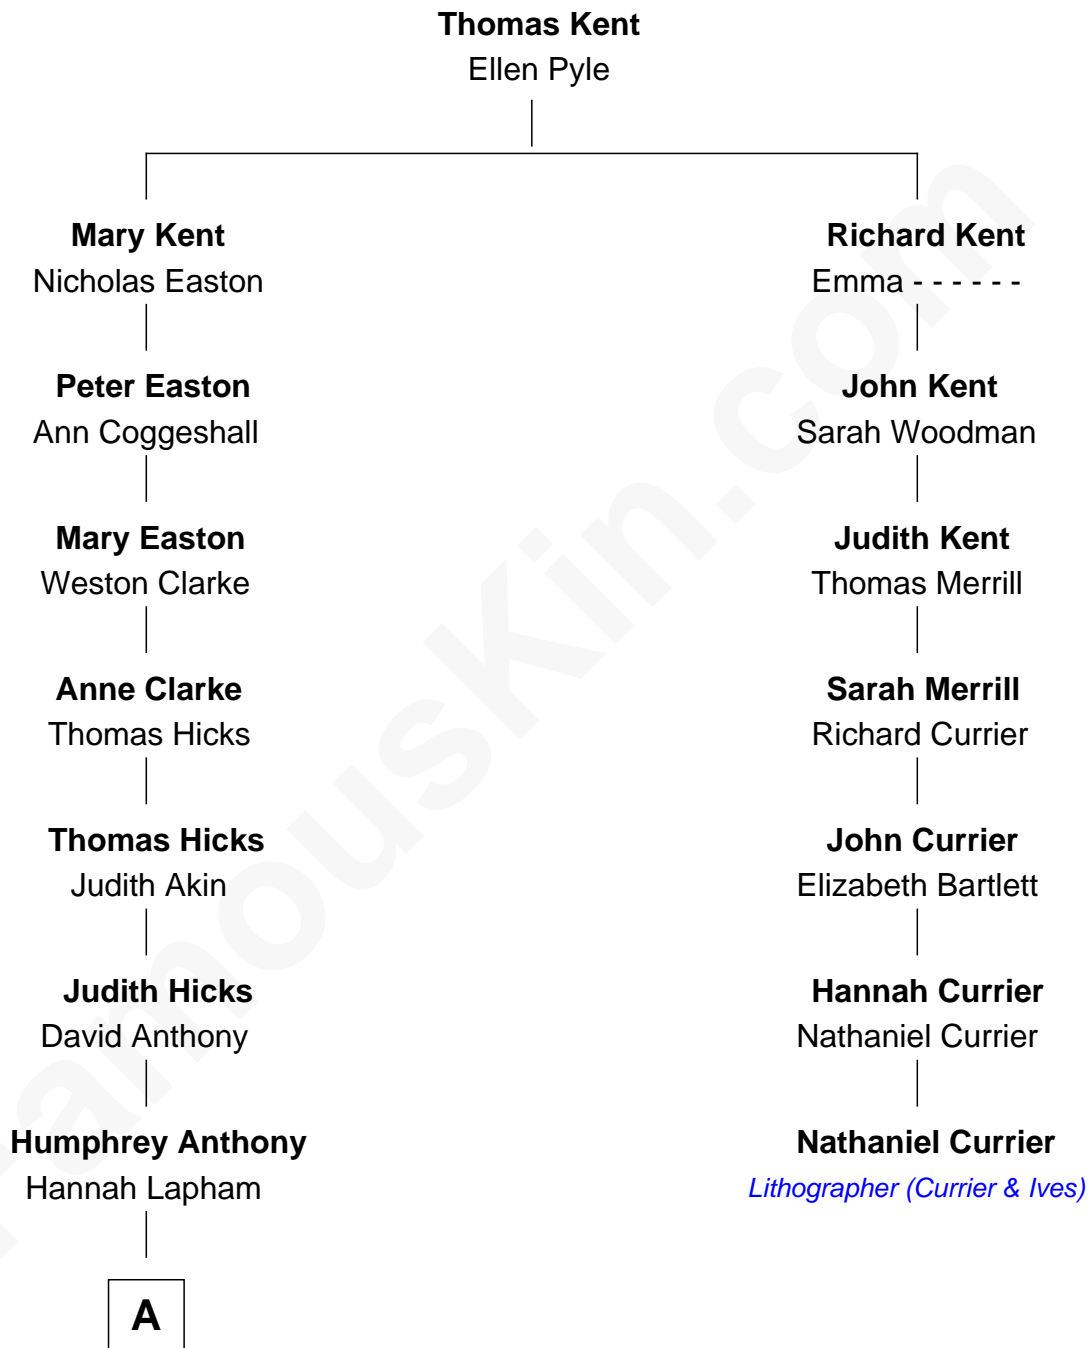 Thomas Kent
Ellen Pyle
Mary Kent
Nicholas Easton
Richard Kent
Emma - - - - - -
Peter Easton
Ann Coggeshall
John Kent
Sarah Woodman
Mary Easton
Weston Clarke
Judith Kent
Thomas Merrill
Anne Clarke
Thomas Hicks
Sarah Merrill
Richard Currier
Thomas Hicks
Judith Akin
John Currier
Elizabeth Bartlett
Judith Hicks
David Anthony
Hannah Currier
Nathaniel Currier
Humphrey Anthony
Hannah Lapham
Nathaniel Currier
Lithographer (Currier & Ives)
A
FamousKin.com